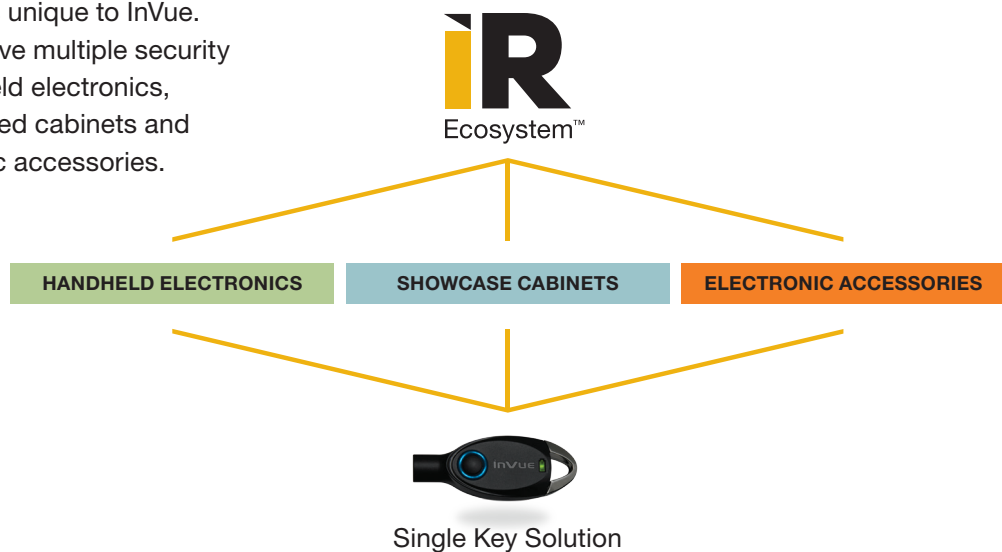 unique to InVue.
ve multiple security
ld electronics,
ed cabinets and
c accessories.
iR
Ecosystem™
HANDHELD ELECTRONICS
SHOWCASE CABINETS
ELECTRONIC ACCESSORIES
InVue
Single Key Solution